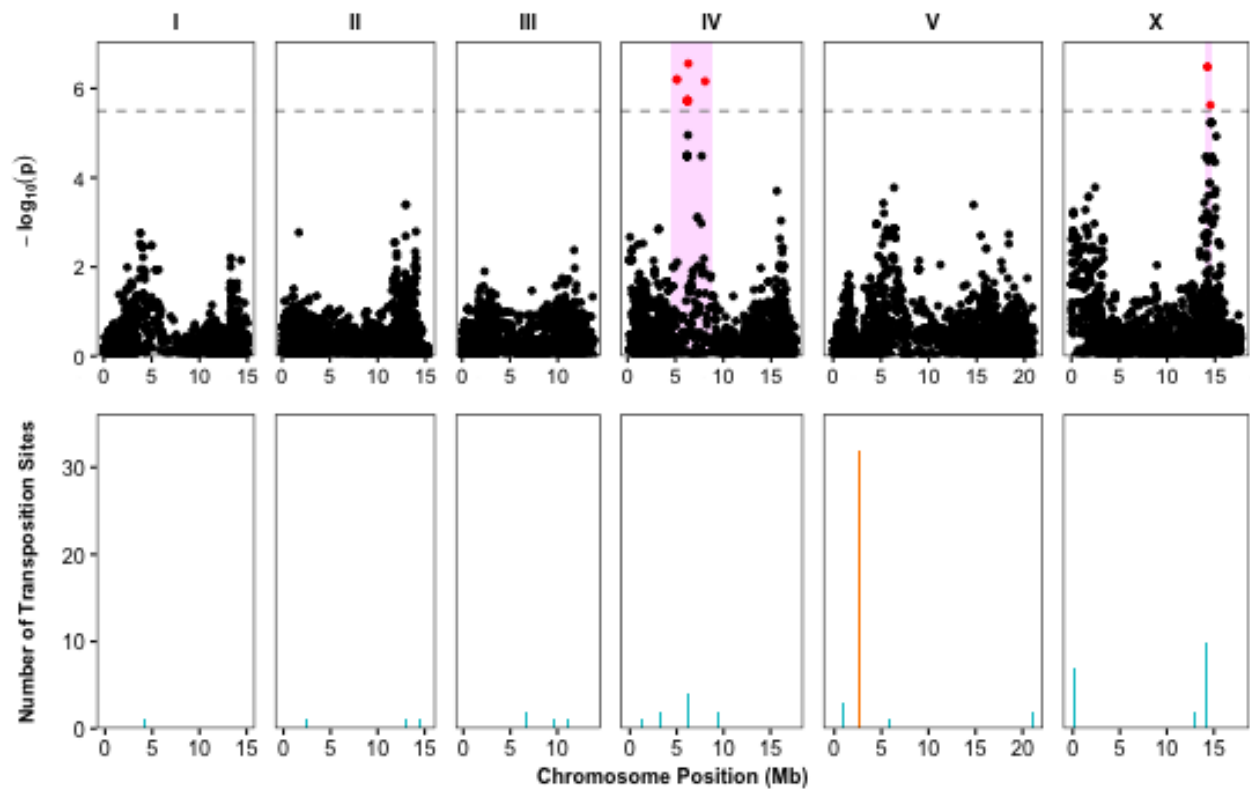 I II III IV V X
− log10(p)
6
4
2
0
0 5 10 15 0 5 10 15 0 5 10 0 5 10 15 0 5 10 15 20 0 5 10 15
Number of Transposition Sites
30
20
10
0
0 5 10 15 0 5 10 15 0 5 10 0 5 10 15 0 5 10 15 20 0 5 10 15
Chromosome Position (Mb)